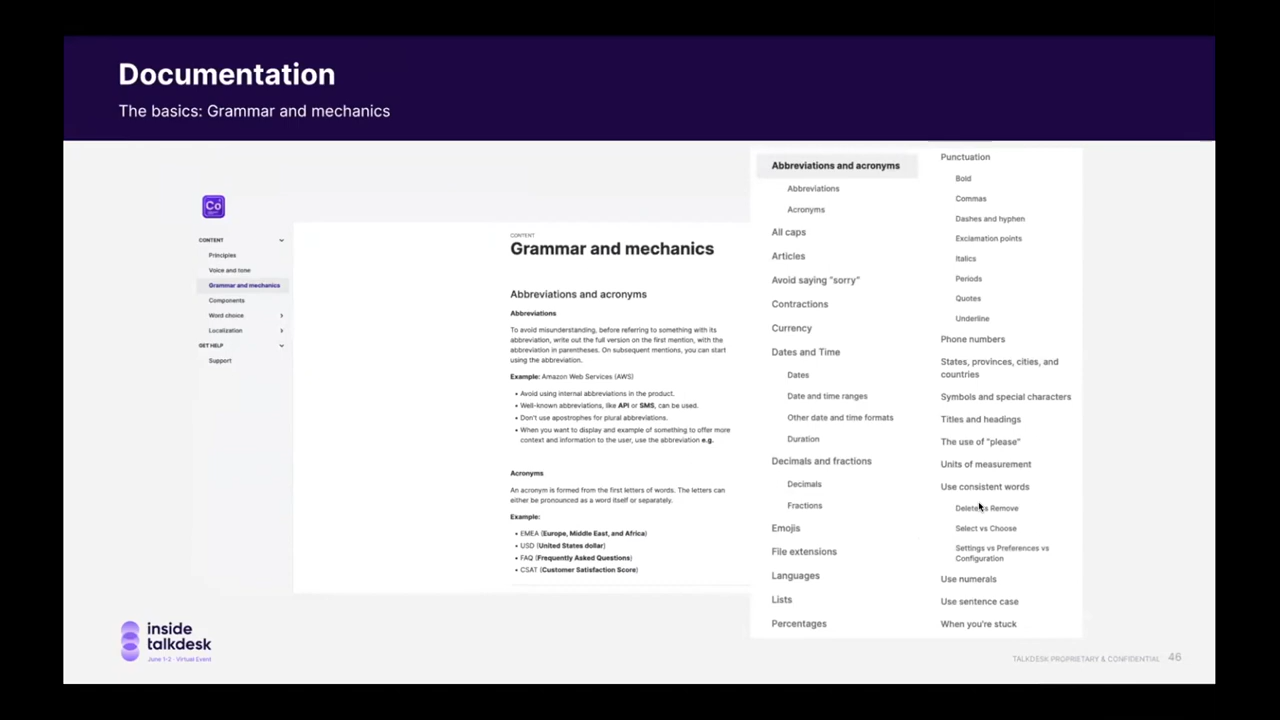 Documentation
The basics: Grammar and mechanics
Co
CONTENT
Principles
Voice and tone
Grammar and mechanics
Components
Word choice
Localization
GET HELP
Support
CONTENT
Grammar and mechanics
Abbreviations and acronyms
Abbreviations
To avoid misunderstanding, before referring to something with its
abbreviation, write out the full version on the first mention, with the
abbreviation in parentheses. On subsequent mentions, you can start
using the abbreviation.
Example: Amazon Web Services (AWS)
• Avoid using internal abbreviations in the product.
• Well-known abbreviations, like API or SMS, can be used.
• Don't use apostrophes for plural abbreviations.
• When you want to display and example of something to offer more
context and information to the user, use the abbreviation e.g.
Acronyms
An acronym is formed from the first letters of words. The letters can
either be pronounced as a word itself or separately.
Example:
• EMEA (Europe, Middle East, and Africa)
• USD (United States dollar)
• FAQ (Frequently Asked Questions)
• CSAT (Customer Satisfaction Score)
Abbreviations and acronyms
Abbreviations
Acronyms
All caps
Articles
Avoid saying "sorry"
Contractions
Currency
Dates and Time
Dates
Date and time ranges
Other date and time formats
Duration
Decimals and fractions
Decimals
Fractions
Emojis
File extensions
Languages
Lists
Percentages
Punctuation
Bold
Commas
Dashes and hyphen
Exclamation points
Italics
Periods
Quotes
Underline
Phone numbers
States, provinces, cities, and
countries
Symbols and special characters
Titles and headings
The use of "please"
Units of measurement
Use consistent words
Delete vs Remove
Select vs Choose
Settings vs Preferences vs
Configuration
Use numerals
Use sentence case
When you're stuck
inside
talkdesk
June 1-2 · Virtual Event
TALKDESK PROPRIETARY & CONFIDENTIAL 46